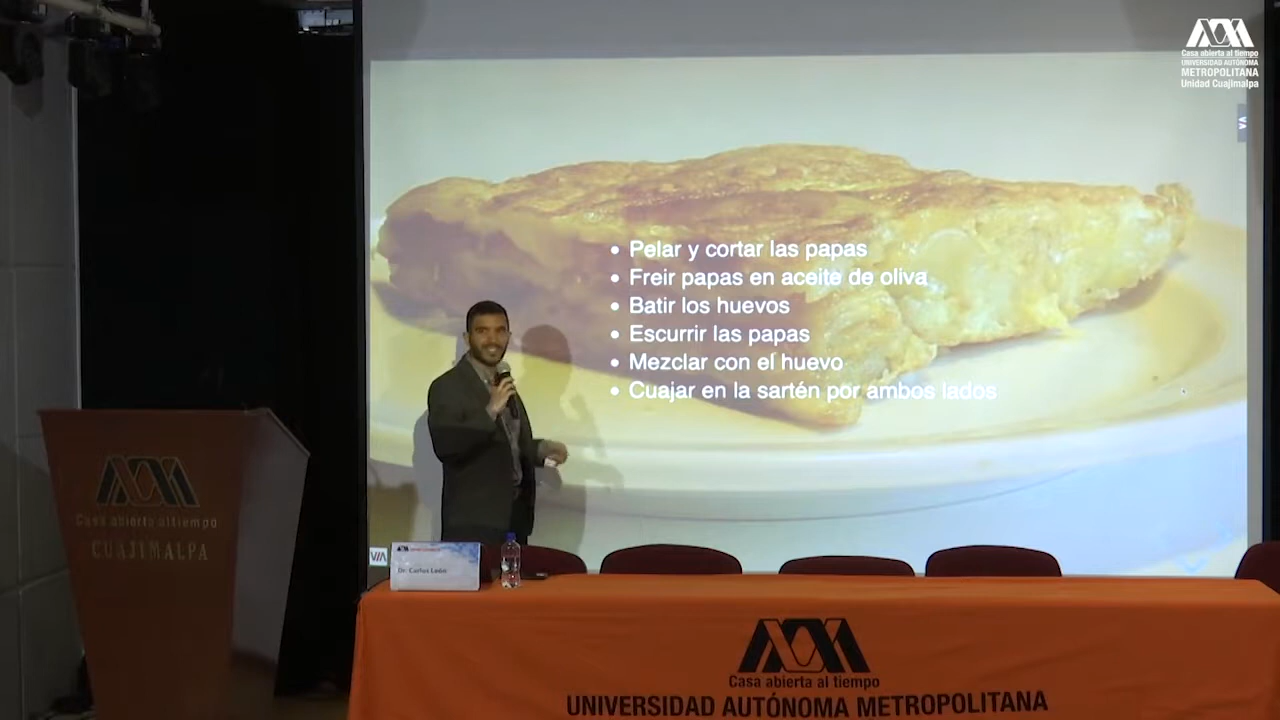 Casa abierta al tiempo
UNIVERSIDAD AUTÓNOMA
METROPOLITANA
Unidad Cuajimalpa
• Pelar y cortar las papas
• Freir papas en aceite de oliva
• Batir los huevos
• Escurrir las papas
• Mezclar con el huevo
• Cuajar en la sartén por ambos lados
Casa abierta al tiempo
CUAJIMALPA
VIA
Dr. Carlos León
Casa abierta al tiempo
UNIVERSIDAD AUTÓNOMA METROPOLITANA